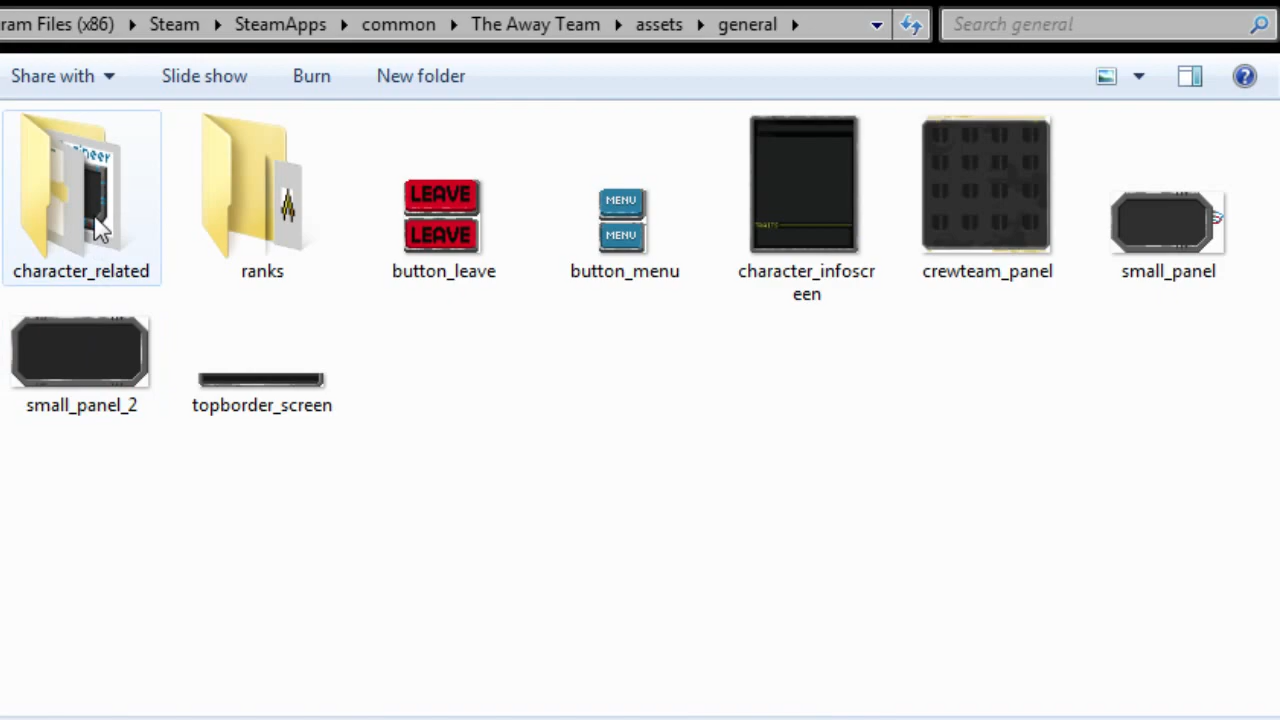 ram Files (x86) Steam SteamApps common The Away Team assets general Search general
Share with Slide show Burn New folder
character_related ranks button_leave button_menu character_infoscr
een crewteam_panel small_panel
small_panel_2 topborder_screen
LEAVE
LEAVE
MENU
MENU
TRAITS